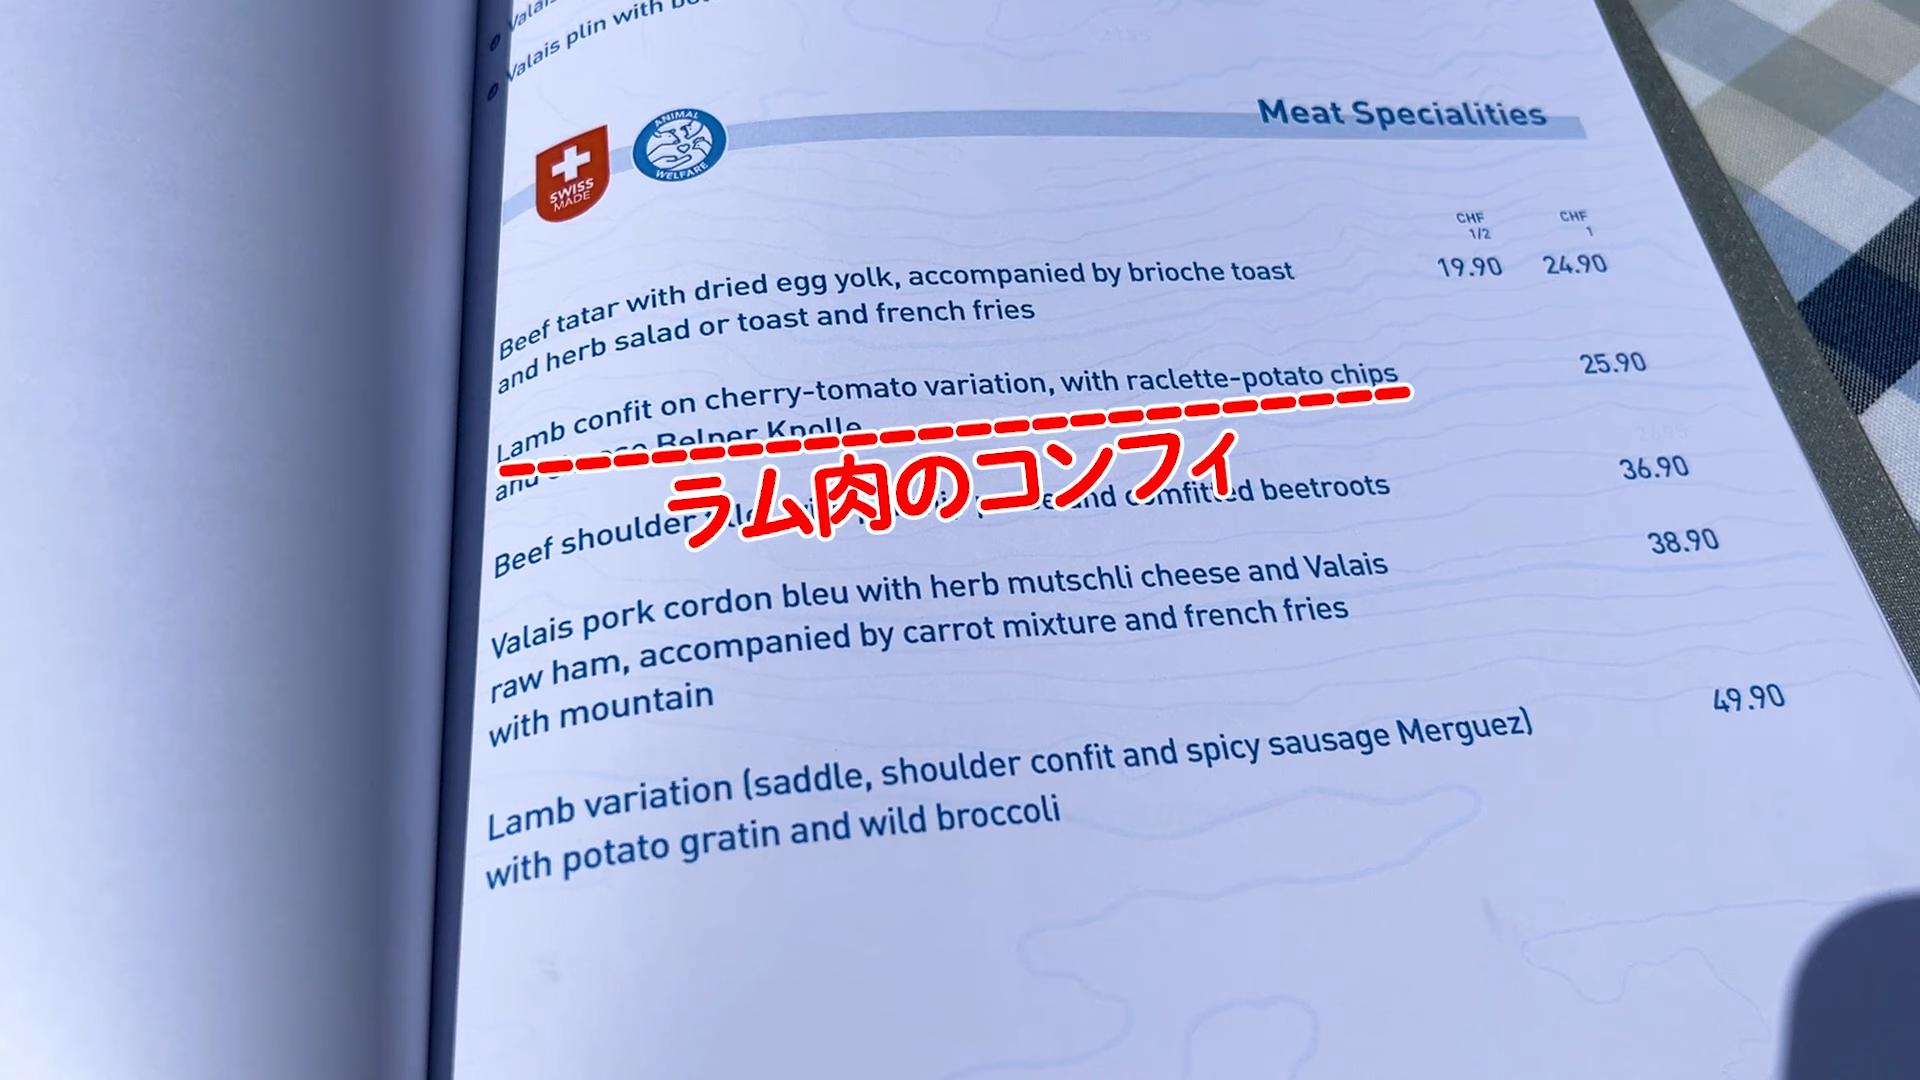 Valais plin with
ANIMAL
WELFARE
SWISS
MADE
Meat Specialities
CHF
1/2
CHF
1
Beef tatar with dried egg yolk, accompanied by brioche toast 19.90 24.90
and herb salad or toast and french fries
Lamb confit on cherry-tomato variation, with raclette-potato chips 25.90
and Belper Knolle
ラム肉のコンフィ
Beef shoulder and comfitted beetroots 36.90
Valais pork cordon bleu with herb mutschli cheese and Valais 38.90
raw ham, accompanied by carrot mixture and french fries
with mountain
Lamb variation (saddle, shoulder confit and spicy sausage Merguez) 49.90
with potato gratin and wild broccoli